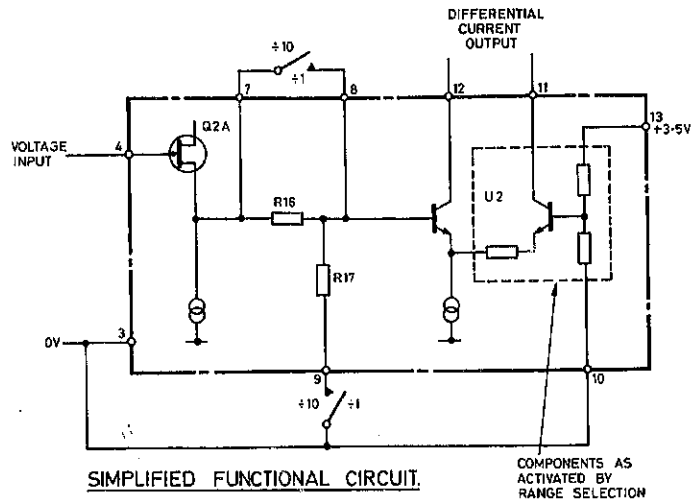 DIFFERENTIAL
CURRENT
OUTPUT
÷10
÷1
7
8
12
11
13
+3·5V
Q2A
VOLTAGE
INPUT
4
U2
R16
R17
0V
3
9
10
÷10
÷1
SIMPLIFIED FUNCTIONAL CIRCUIT.
COMPONENTS AS
ACTIVATED BY
RANGE SELECTION